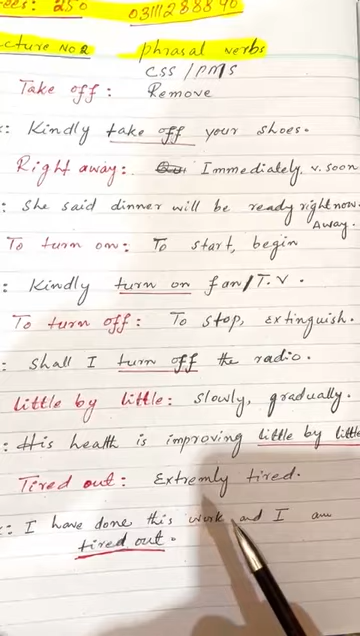 ees: 250 03111288890
cture No 2 phrasal verbs
CSS/PMS
Take off: Remove
: Kindly take off your shoes.
Right away: Immediately, v. soon
: She said dinner will be ready right now.
Away.
To turn on: To start, begin
: Kindly turn on fan/T.V.
To turn off: To stop, extinguish.
: Shall I turn off the radio.
Little by little: slowly, gradually.
: His health is improving little by little
Tired out: Extremly tired.
: I have done this work and I am
tired out.